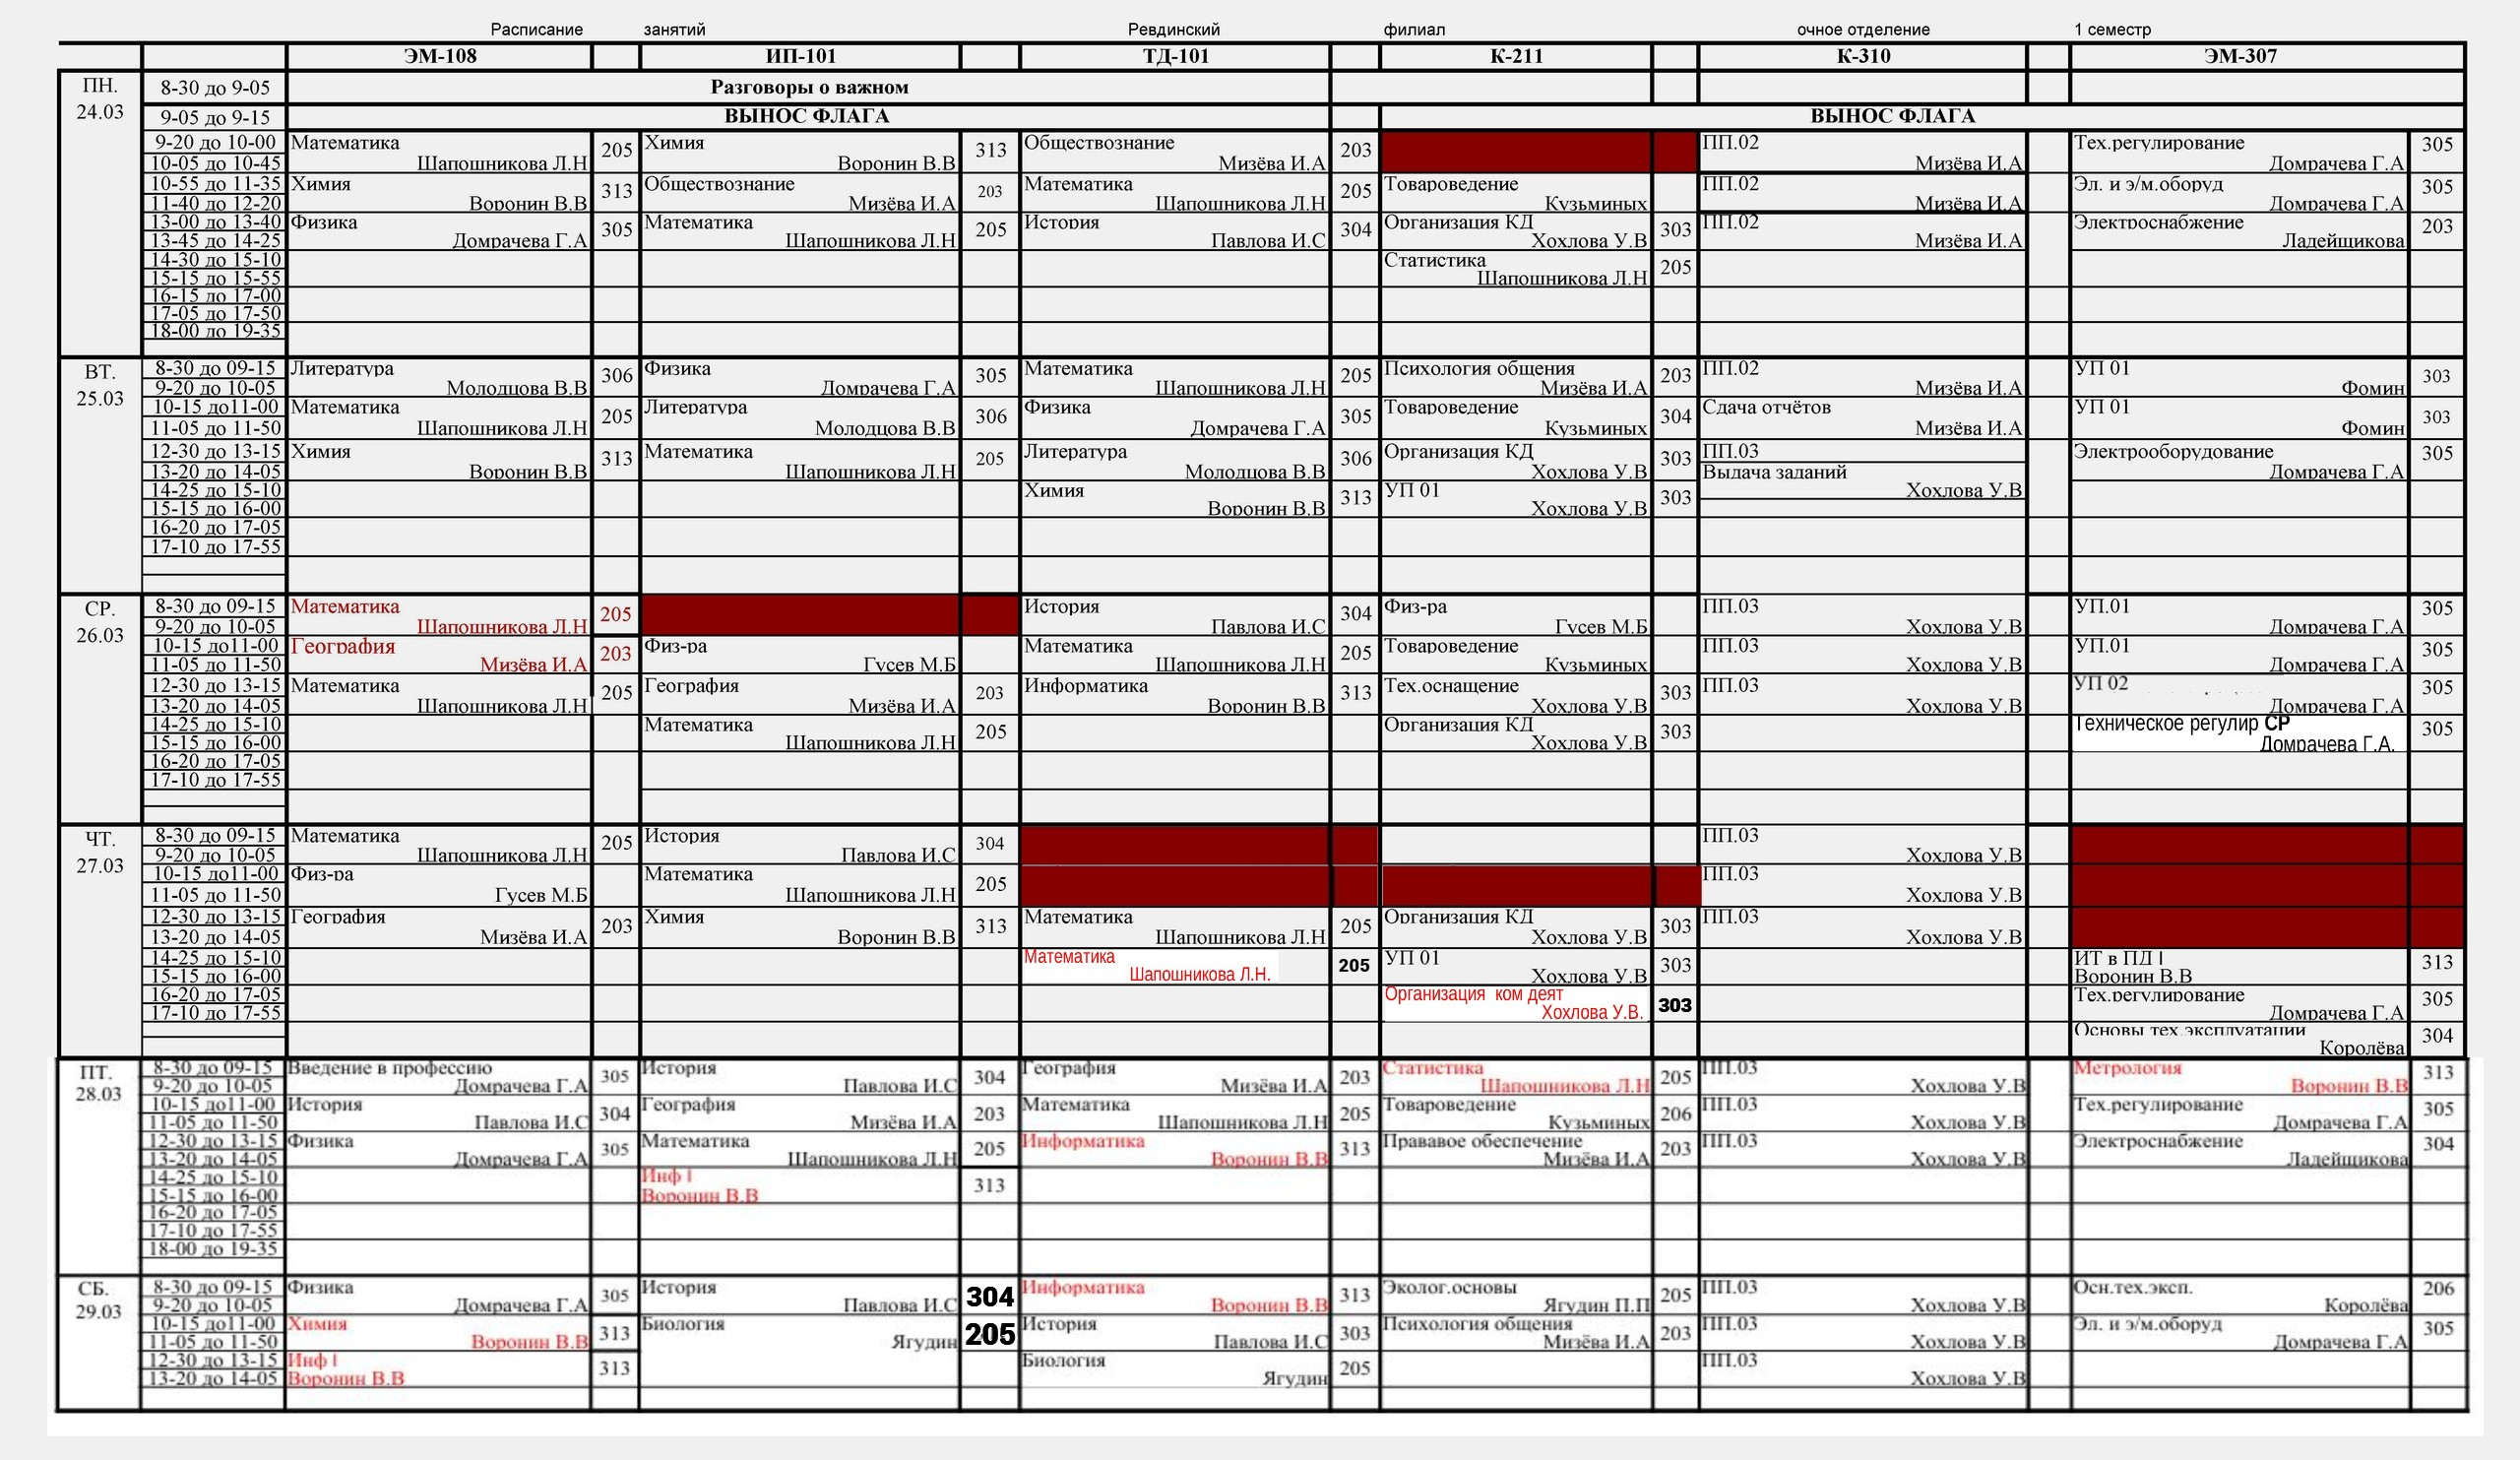 Расписание занятий Ревдинский филиал очное отделение 1 семестр
ЭМ-108 ИП-101 ТД-101 К-211 К-310 ЭМ-307
ПН. 24.03
8-30 до 9-05 Разговоры о важном
9-05 до 9-15 ВЫНОС ФЛАГА ВЫНОС ФЛАГА
9-20 до 10-00 Математика 205 Химия 313 Обществознание 203 ПП.02 Тех.регулирование 305
10-05 до 10-45 Шапошникова Л.Н Воронин В.В Мизёва И.А Мизёва И.А Домрачева Г.А
10-55 до 11-35 Химия 313 Обществознание 203 Математика 205 Товароведение ПП.02 Эл. и э/м.оборуд 305
11-40 до 12-20 Воронин В.В Мизёва И.А Шапошникова Л.Н Кузьминых Мизёва И.А Домрачева Г.А
13-00 до 13-40 Физика 305 Математика 205 История 304 Организация КД 303 ПП.02 Электроснабжение 203
13-45 до 14-25 Домрачева Г.А Шапошникова Л.Н Павлова И.С Хохлова У.В Мизёва И.А Ладейщикова
14-30 до 15-10 Статистика 205
15-15 до 15-55 Шапошникова Л.Н
16-15 до 17-00
17-05 до 17-50
18-00 до 19-35
ВТ. 25.03
8-30 до 09-15 Литература 306 Физика 305 Математика 205 Психология общения 203 ПП.02 УП 01 303
9-20 до 10-05 Молодцова В.В Домрачева Г.А Шапошникова Л.Н Мизёва И.А Мизёва И.А Фомин
10-15 до11-00 Математика 205 Литература 306 Физика 305 Товароведение 304 Сдача отчётов УП 01 303
11-05 до 11-50 Шапошникова Л.Н Молодцова В.В Домрачева Г.А Кузьминых Мизёва И.А Фомин
12-30 до 13-15 Химия 313 Математика 205 Литература 306 Организация КД 303 ПП.03 Электрооборудование 305
13-20 до 14-05 Воронин В.В Шапошникова Л.Н Молодцова В.В Хохлова У.В Выдача заданий Домрачева Г.А
14-25 до 15-10 Химия 313 УП 01 303 Хохлова У.В
15-15 до 16-00 Воронин В.В Хохлова У.В
16-20 до 17-05
17-10 до 17-55
СР. 26.03
8-30 до 09-15 Математика 205 История 304 Физ-ра ПП.03 УП.01 305
9-20 до 10-05 Шапошникова Л.Н Павлова И.С Гусев М.Б Хохлова У.В Домрачева Г.А
10-15 до11-00 География 203 Физ-ра Математика 205 Товароведение ПП.03 УП.01 305
11-05 до 11-50 Мизёва И.А Гусев М.Б Шапошникова Л.Н Кузьминых Хохлова У.В Домрачева Г.А
12-30 до 13-15 Математика 205 География 203 Информатика 313 Тех.оснащение 303 ПП.03 УП 02 305
13-20 до 14-05 Шапошникова Л.Н Мизёва И.А Воронин В.В Хохлова У.В Хохлова У.В Домрачева Г.А
14-25 до 15-10 Математика 205 Организация КД 303 Техническое регулир СР 305
15-15 до 16-00 Шапошникова Л.Н Хохлова У.В Домрачева Г.А.
16-20 до 17-05
17-10 до 17-55
ЧТ. 27.03
8-30 до 09-15 Математика 205 История 304 ПП.03
9-20 до 10-05 Шапошникова Л.Н Павлова И.С Хохлова У.В
10-15 до11-00 Физ-ра Математика 205 ПП.03
11-05 до 11-50 Гусев М.Б Шапошникова Л.Н Хохлова У.В
12-30 до 13-15 География 203 Химия 313 Математика 205 Организация КД 303 ПП.03
13-20 до 14-05 Мизёва И.А Воронин В.В Шапошникова Л.Н Хохлова У.В Хохлова У.В
14-25 до 15-10 Математика 205 УП 01 303 ИТ в ПД I 313
15-15 до 16-00 Шапошникова Л.Н. Хохлова У.В Воронин В.В
16-20 до 17-05 Организация ком деят 303 Тех.регулирование 305
17-10 до 17-55 Хохлова У.В. Домрачева Г.А
Основы тех.эксплуатации 304
Королёва
ПТ. 28.03
8-30 до 09-15 Введение в профессию 305 История 304 География 203 Статистика 205 ПП.03 Метрология 313
9-20 до 10-05 Домрачева Г.А Павлова И.С Мизёва И.А Шапошникова Л.Н Хохлова У.В Воронин В.В
10-15 до11-00 История 304 География 203 Математика 205 Товароведение 206 ПП.03 Тех.регулирование 305
11-05 до 11-50 Павлова И.С Мизёва И.А Шапошникова Л.Н Кузьминых Хохлова У.В Домрачева Г.А
12-30 до 13-15 Физика 305 Математика 205 Информатика 313 Прававое обеспечение 203 ПП.03 Электроснабжение 304
13-20 до 14-05 Домрачева Г.А Шапошникова Л.Н Воронин В.В Мизёва И.А Хохлова У.В Ладейщикова
14-25 до 15-10 Инф I 313
15-15 до 16-00 Воронин В.В
16-20 до 17-05
17-10 до 17-55
18-00 до 19-35
СБ. 29.03
8-30 до 09-15 Физика 305 История 304 Информатика 313 Эколог.основы 205 ПП.03 Осн.тех.эксп. 206
9-20 до 10-05 Домрачева Г.А Павлова И.С Воронин В.В Ягудин П.П Хохлова У.В Королёва
10-15 до11-00 Химия 313 Биология 205 История 303 Психология общения 203 ПП.03 Эл. и э/м.оборуд 305
11-05 до 11-50 Воронин В.В Ягудин Павлова И.С Мизёва И.А Хохлова У.В Домрачева Г.А
12-30 до 13-15 Инф I 313 Биология 205 ПП.03
13-20 до 14-05 Воронин В.В Ягудин Хохлова У.В